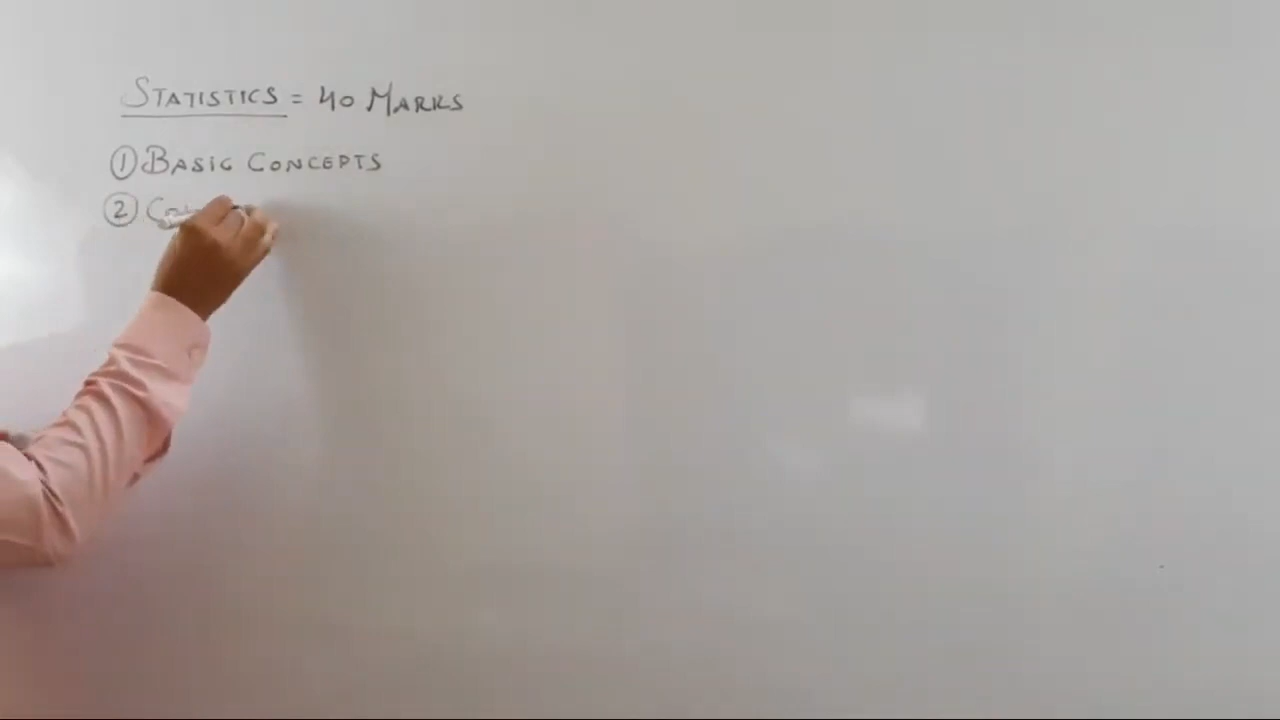 STATISTICS = 40 MARKS
① BASIC CONCEPTS
②